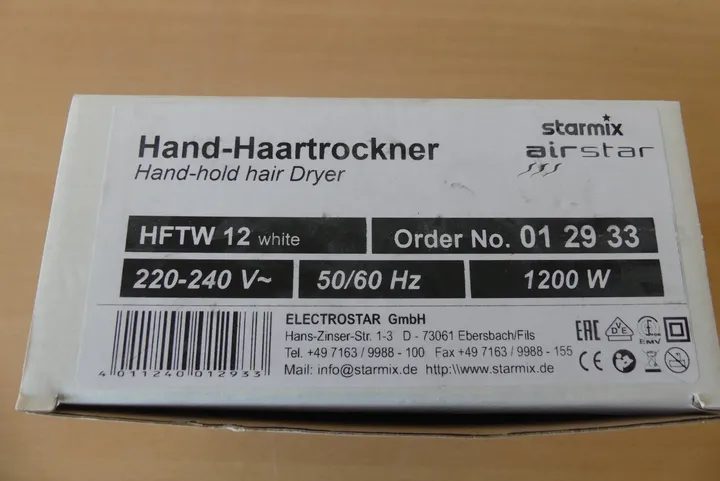 starmix
airstar
Hand-Haartrockner
Hand-hold hair Dryer
HFTW 12 white
Order No. 01 29 33
220-240 V~
50/60 Hz
1200 W
ELECTROSTAR GmbH
Hans-Zinser-Str. 1-3 D - 73061 Ebersbach/Fils
Tel. +49 7163 / 9988 - 100 Fax +49 7163 / 9988 - 155
Mail: info@starmix.de http:\\www.starmix.de
4 011240 012933
EAC
VDE
EMV
CE